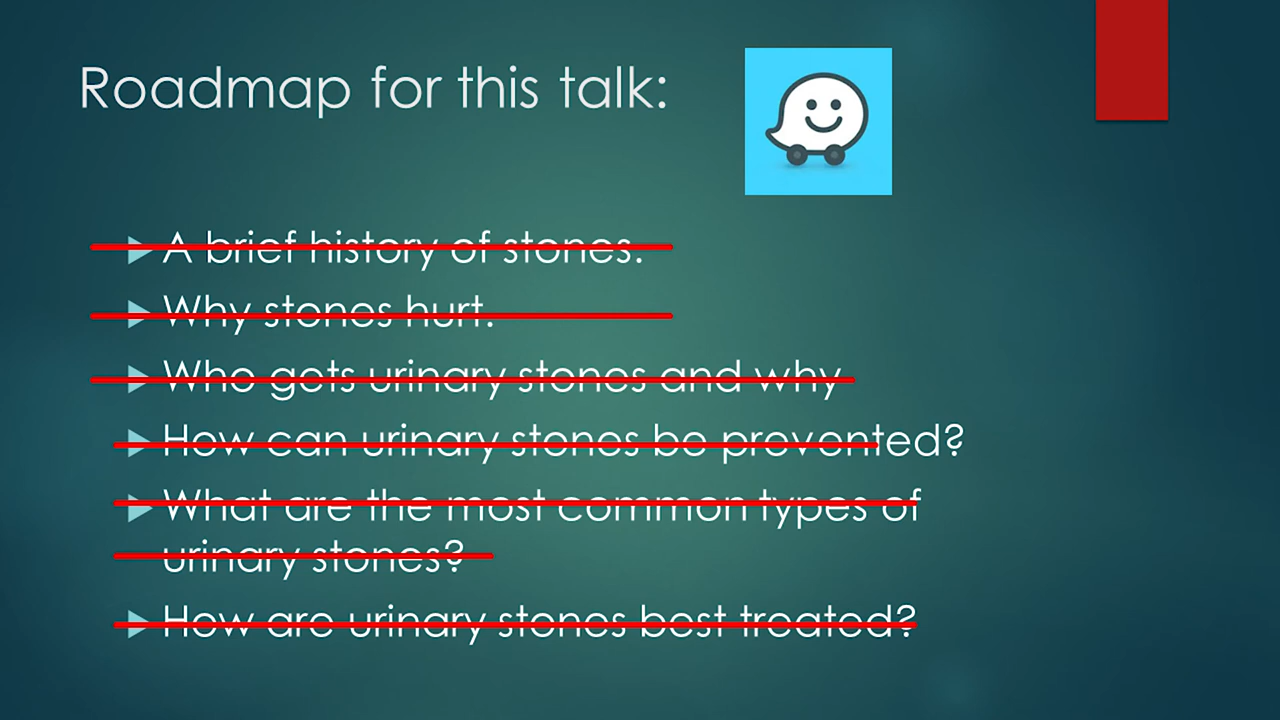 Roadmap for this talk:
A brief history of stones.
Why stones hurt.
Who gets urinary stones and why
How can urinary stones be prevented?
What are the most common types of
urinary stones?
How are urinary stones best treated?